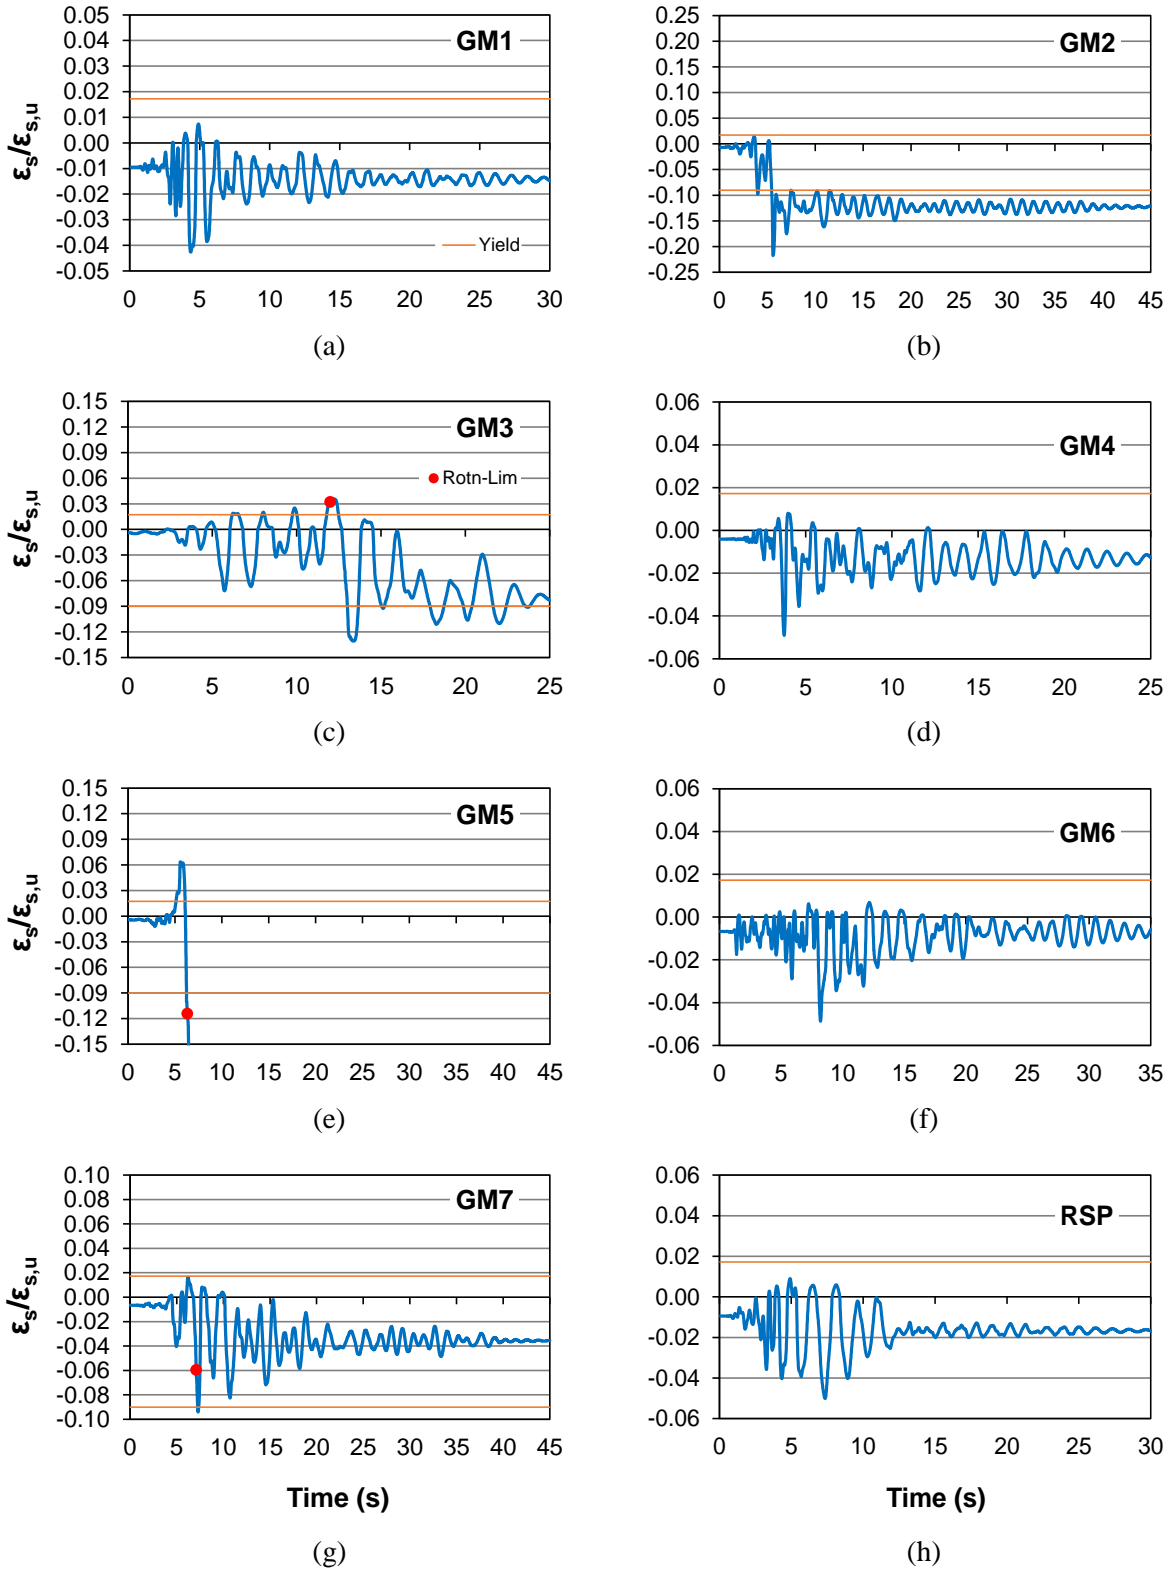 εs/εs,u
0.05
0.04
0.03
0.02
0.01
0.00
-0.01
-0.02
-0.03
-0.04
-0.05
GM1
Yield
0 5 10 15 20 25 30
(a)
0.25
0.20
0.15
0.10
0.05
0.00
-0.05
-0.10
-0.15
-0.20
-0.25
GM2
0 5 10 15 20 25 30 35 40 45
(b)
εs/εs,u
0.15
0.12
0.09
0.06
0.03
0.00
-0.03
-0.06
-0.09
-0.12
-0.15
GM3
Rotn-Lim
0 5 10 15 20 25
(c)
0.06
0.04
0.02
0.00
-0.02
-0.04
-0.06
GM4
0 5 10 15 20 25
(d)
εs/εs,u
0.15
0.12
0.09
0.06
0.03
0.00
-0.03
-0.06
-0.09
-0.12
-0.15
GM5
0 5 10 15 20 25 30 35 40 45
(e)
0.06
0.04
0.02
0.00
-0.02
-0.04
-0.06
GM6
0 5 10 15 20 25 30 35
(f)
εs/εs,u
0.10
0.08
0.06
0.04
0.02
0.00
-0.02
-0.04
-0.06
-0.08
-0.10
GM7
0 5 10 15 20 25 30 35 40 45
Time (s)
(g)
0.06
0.04
0.02
0.00
-0.02
-0.04
-0.06
RSP
0 5 10 15 20 25 30
Time (s)
(h)